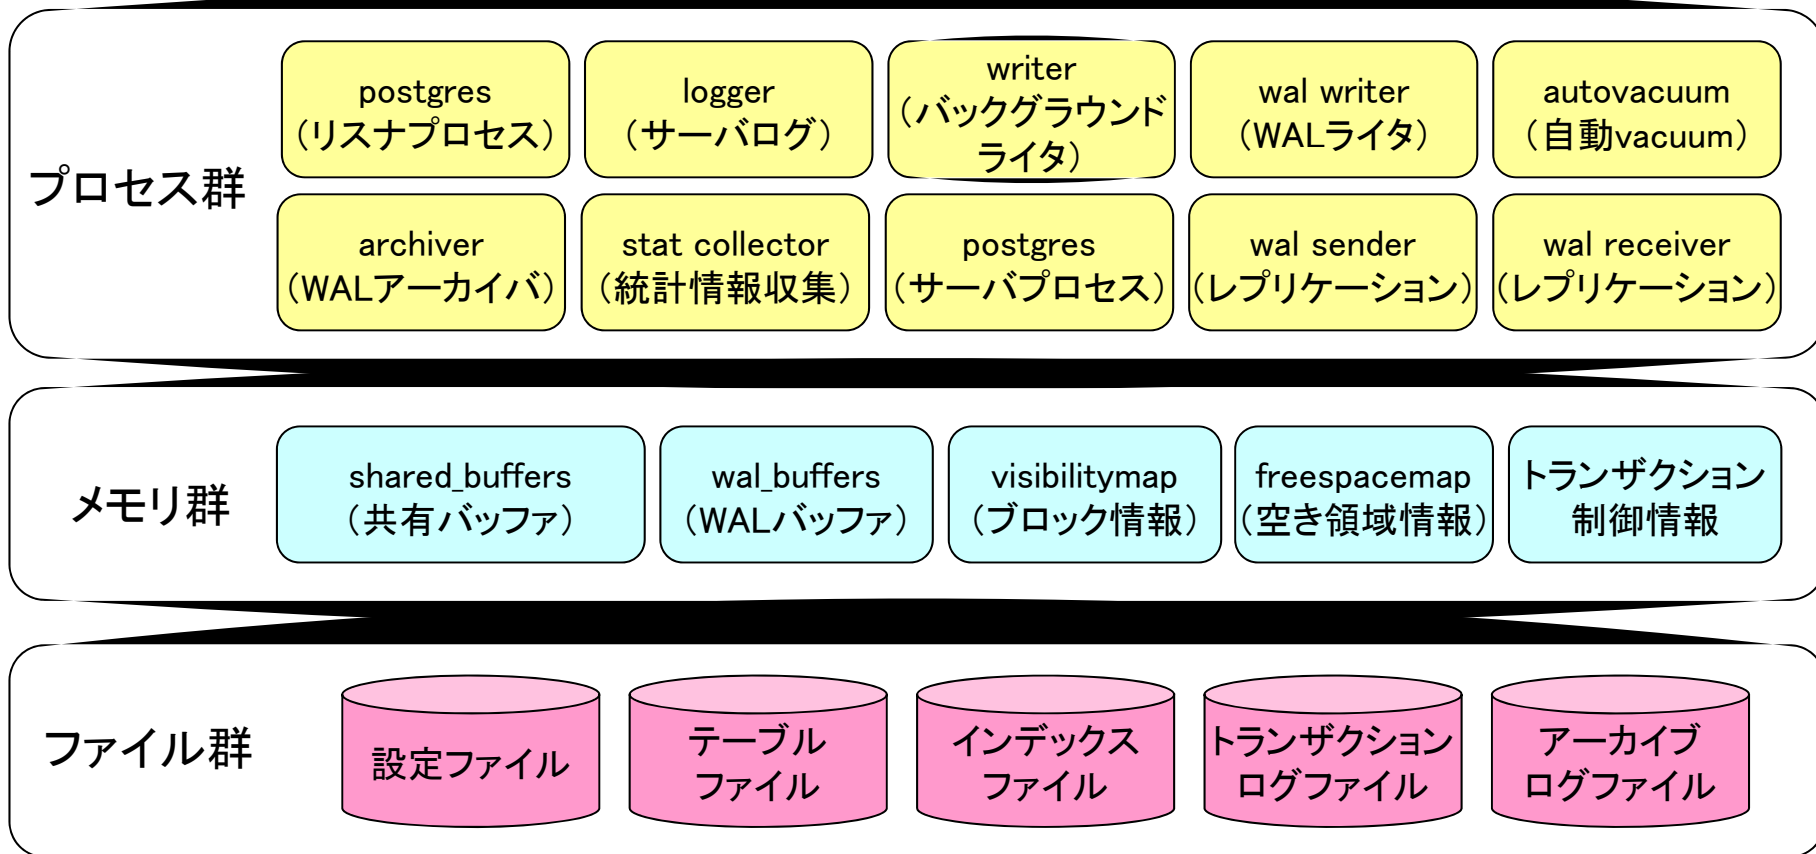 プロセス群
postgres
（リスナプロセス）
logger
（サーバログ）
writer
（バックグラウンド
ライタ）
wal writer
（WALライタ）
autovacuum
（自動vacuum）
archiver
（WALアーカイバ）
stat collector
（統計情報収集）
postgres
（サーバプロセス）
wal sender
（レプリケーション）
wal receiver
（レプリケーション）
メモリ群
shared_buffers
（共有バッファ）
wal_buffers
（WALバッファ）
visibilitymap
（ブロック情報）
freespacemap
（空き領域情報）
トランザクション
制御情報
ファイル群
設定ファイル
テーブル
ファイル
インデックス
ファイル
トランザクション
ログファイル
アーカイブ
ログファイル